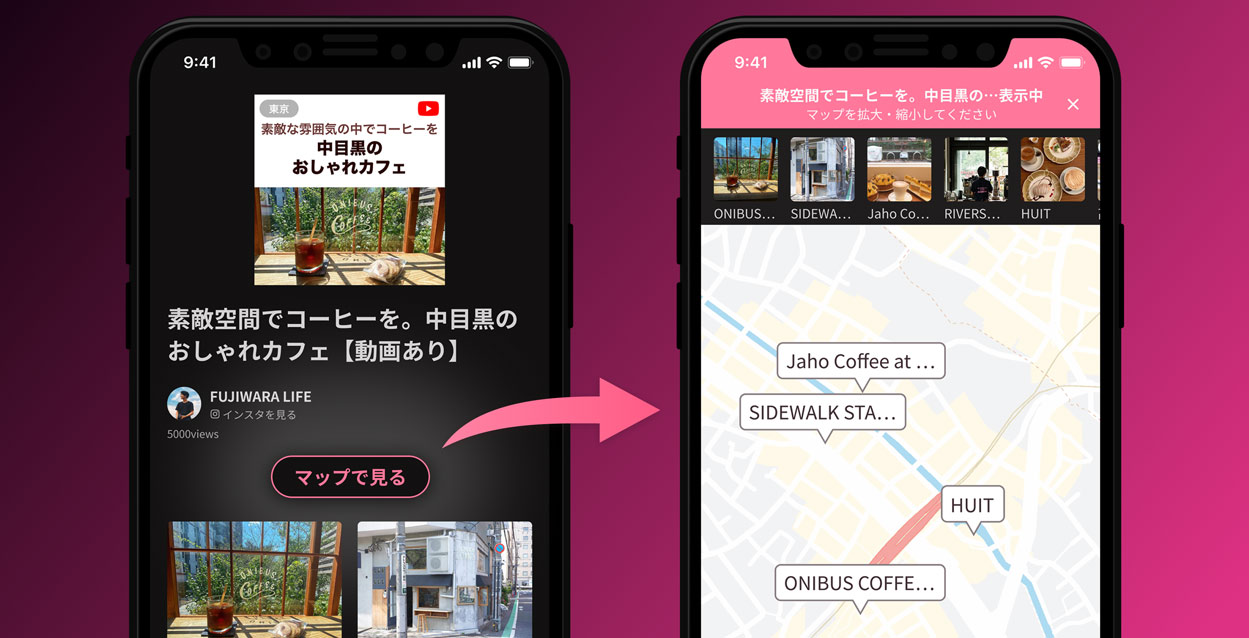 9:41
東京
素敵な雰囲気の中でコーヒーを
中目黒の
おしゃれカフェ
ONIBUS
COFFEE
素敵空間でコーヒーを。中目黒の
おしゃれカフェ【動画あり】
FUJIWARA LIFE
インスタを見る
5000views
マップで見る
ONIBUS
COFFEE
9:41
素敵空間でコーヒーを。中目黒の…表示中
マップを拡大・縮小してください
ONIBUS…
SIDEWA…
Jaho Co…
RIVERS…
HUIT
Jaho Coffee at …
SIDEWALK STA…
HUIT
ONIBUS COFFE…